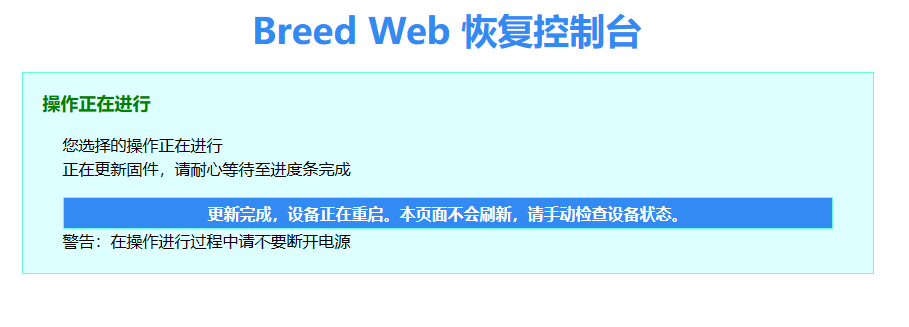 Breed Web 恢复控制台
操作正在进行
您选择的操作正在进行
正在更新固件，请耐心等待至进度条完成
更新完成，设备正在重启。本页面不会刷新，请手动检查设备状态。
警告：在操作进行过程中请不要断开电源